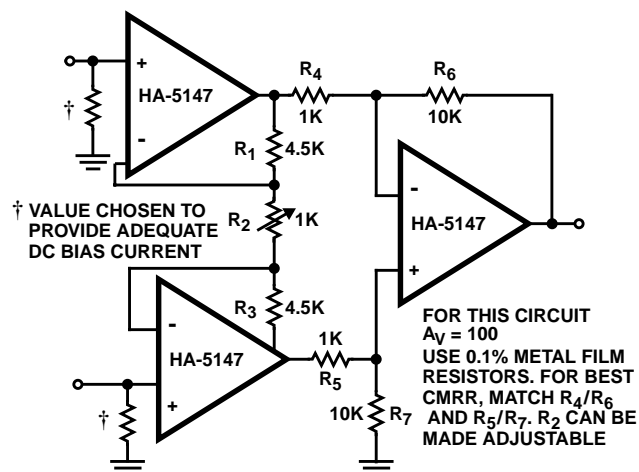 +
HA-5147
-
†
R4
1K
R6
10K
R1
4.5K
† VALUE CHOSEN TO
PROVIDE ADEQUATE
DC BIAS CURRENT
R2
1K
-
HA-5147
+
R3
4.5K
-
HA-5147
+
†
1K
R5
10K
R7
FOR THIS CIRCUIT
AV = 100
USE 0.1% METAL FILM
RESISTORS. FOR BEST
CMRR, MATCH R4/R6
AND R5/R7. R2 CAN BE
MADE ADJUSTABLE